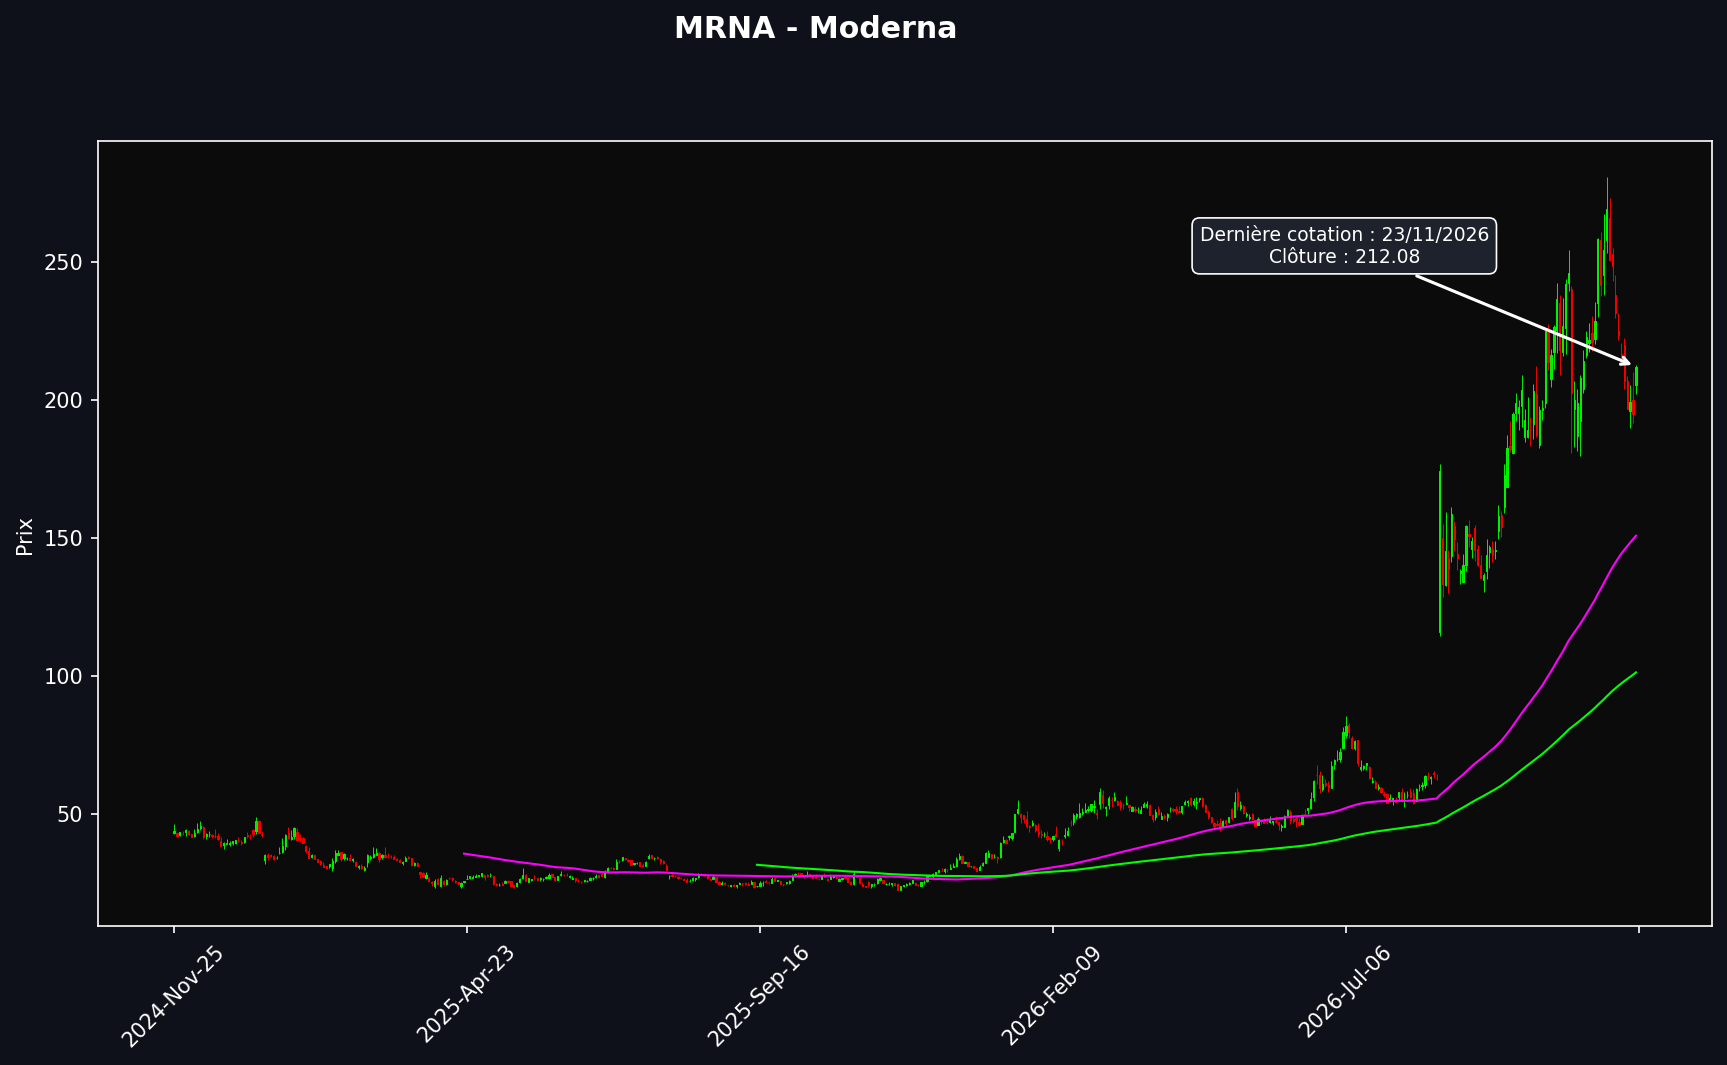 MRNA - Moderna
Dernière cotation : 23/11/2026
Clôture : 212.08
Prix
250
200
150
100
50
2024-Nov-25
2025-Apr-23
2025-Sep-16
2026-Feb-09
2026-Jul-06